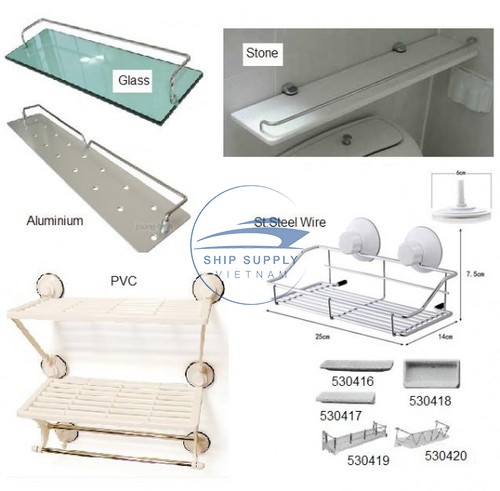 Stone
Glass
6cm
Aluminium
St.Steel Wire
SHIP SUPPLY
VIETNAM
7.5cm
PVC
25cm
14cm
530416
530418
530417
530419
530420